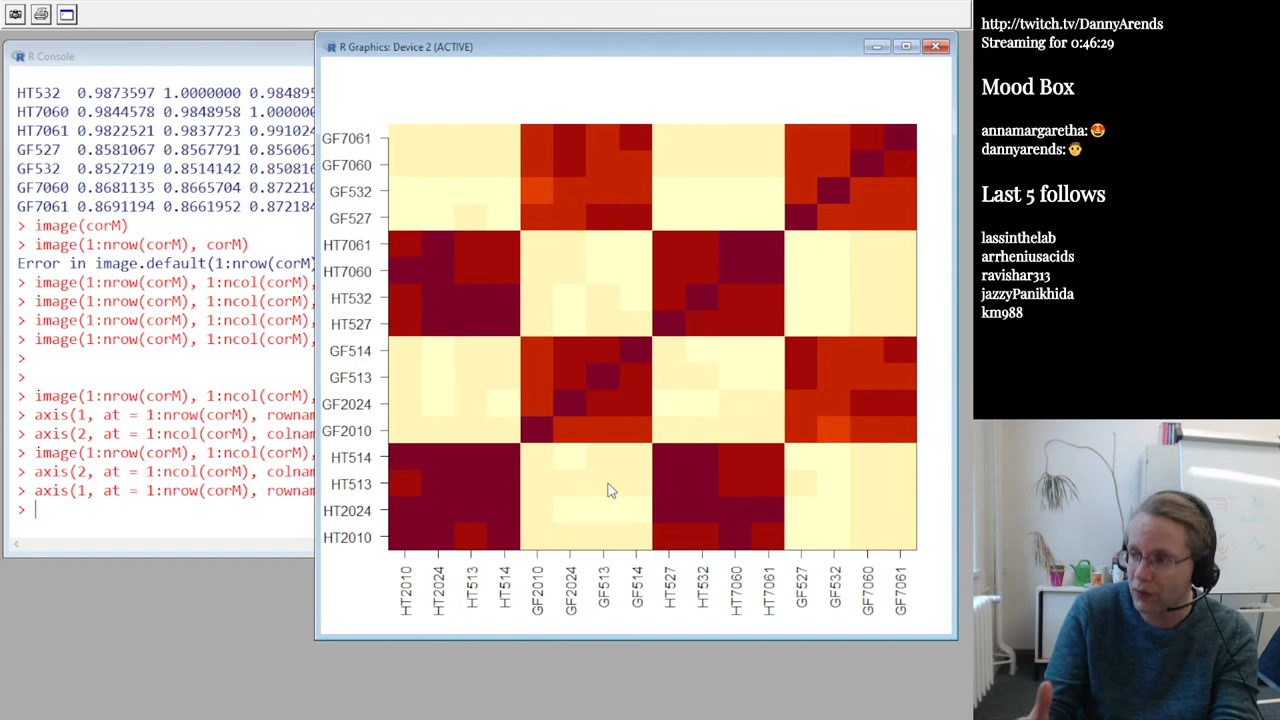 R Console
HT532 0.9873597 1.0000000 0.984895
HT7060 0.9844578 0.9848958 1.000000
HT7061 0.9822521 0.9837723 0.991024
GF527 0.8581067 0.8567791 0.856061
GF532 0.8527219 0.8514142 0.850816
GF7060 0.8681135 0.8665704 0.872210
GF7061 0.8691194 0.8661952 0.872184
> image(corM)
> image(1:nrow(corM), corM)
Error in image.default(1:nrow(corM)
> image(1:nrow(corM), 1:ncol(corM),
> image(1:nrow(corM), 1:ncol(corM),
> image(1:nrow(corM), 1:ncol(corM),
> image(1:nrow(corM), 1:ncol(corM),
>
>
> image(1:nrow(corM), 1:ncol(corM),
> axis(1, at = 1:nrow(corM), rownam
> axis(2, at = 1:ncol(corM), colnam
> image(1:nrow(corM), 1:ncol(corM),
> axis(2, at = 1:ncol(corM), colnam
> axis(1, at = 1:nrow(corM), rownam
>
R Graphics: Device 2 (ACTIVE)
GF7061
GF7060
GF532
GF527
HT7061
HT7060
HT532
HT527
GF514
GF513
GF2024
GF2010
HT514
HT513
HT2024
HT2010
HT2010
HT2024
HT513
HT514
GF2010
GF2024
GF513
GF514
HT527
HT532
HT7060
HT7061
GF527
GF532
GF7060
GF7061
http://twitch.tv/DannyArends
Streaming for 0:46:29
Mood Box
annamargaretha: 😍
dannyarends:
Last 5 follows
lassinthelab
arrheniusacids
ravishar313
jazzyPanikhida
km988